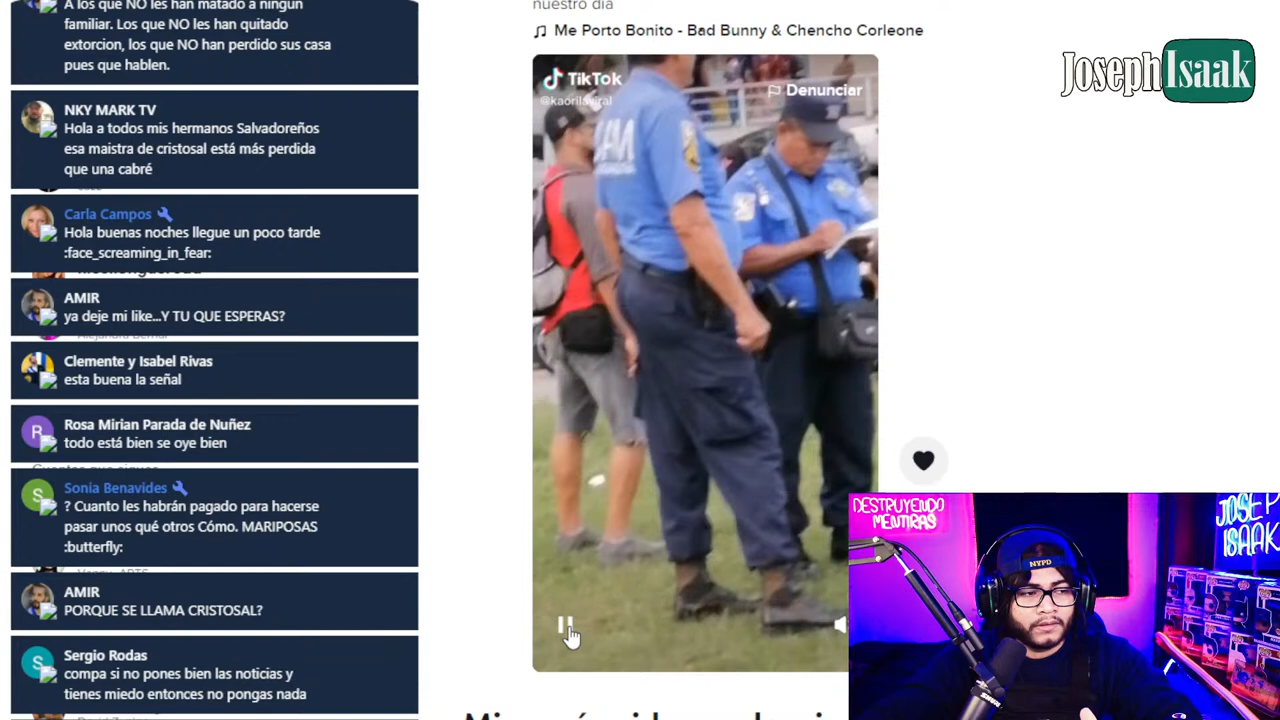 A los que NO les han matado a ningun
familiar. Los que NO les han quitado
extorcion, los que NO han perdido sus casa
pues que hablen.
NKY MARK TV
Hola a todos mis hermanos Salvadoreños
esa maistra de cristosal está más perdida
que una cabré
Carla Campos
Hola buenas noches llegue un poco tarde
:face_screaming_in_fear:
AMIR
ya deje mi like...Y TU QUE ESPERAS?
Clemente y Isabel Rivas
esta buena la señal
Rosa Mirian Parada de Nuñez
todo está bien se oye bien
Sonia Benavides
? Cuanto les habrán pagado para hacerse
pasar unos qué otros Cómo. MARIPOSAS
:butterfly:
AMIR
PORQUE SE LLAMA CRISTOSAL?
Sergio Rodas
compa si no pones bien las noticias y
tienes miedo entonces no pongas nada
nuestro dia
Me Porto Bonito - Bad Bunny & Chencho Corleone
TikTok
Denunciar
JosephIsaak
DESTRUYENDO
MENTIRAS
NYPD
JOSEP
ISAAK